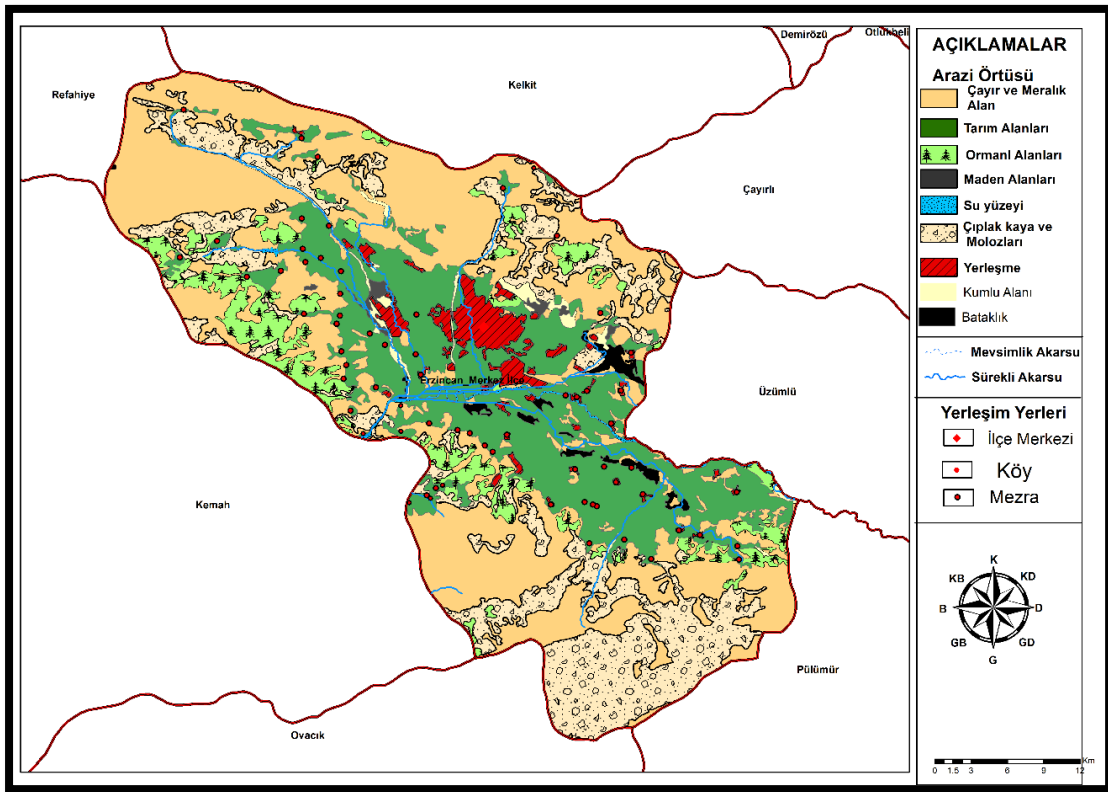 Demirözü
Otlukbeli
Kelkit
Refahiye
Çayırlı
Üzümlü
Erzincan_Merkez İlçe
Kemah
Pülümür
Ovacık
AÇIKLAMALAR
Arazi Örtüsü
Çayır ve Meralık
Alan
Tarım Alanları
Ormanl Alanları
Maden Alanları
Su yüzeyi
Çıplak kaya ve
Molozları
Yerleşme
Kumlu Alanı
Bataklık
Mevsimlik Akarsu
Sürekli Akarsu
Yerleşim Yerleri
İlçe Merkezi
Köy
Mezra
K
KB KD
B D
GB GD
G
Km
0 1.5 3 6 9 12